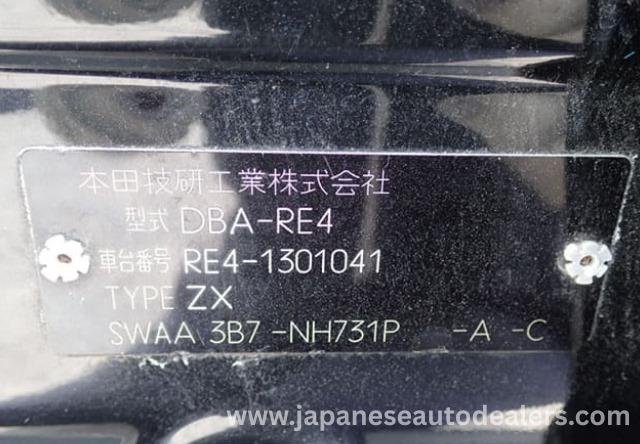 本田技研工業株式会社
型式 DBA-RE4
車台番号 RE4-1301041
TYPE ZX
SWAA 3B7 -NH731P -A -C
www.japaneseautodealers.com